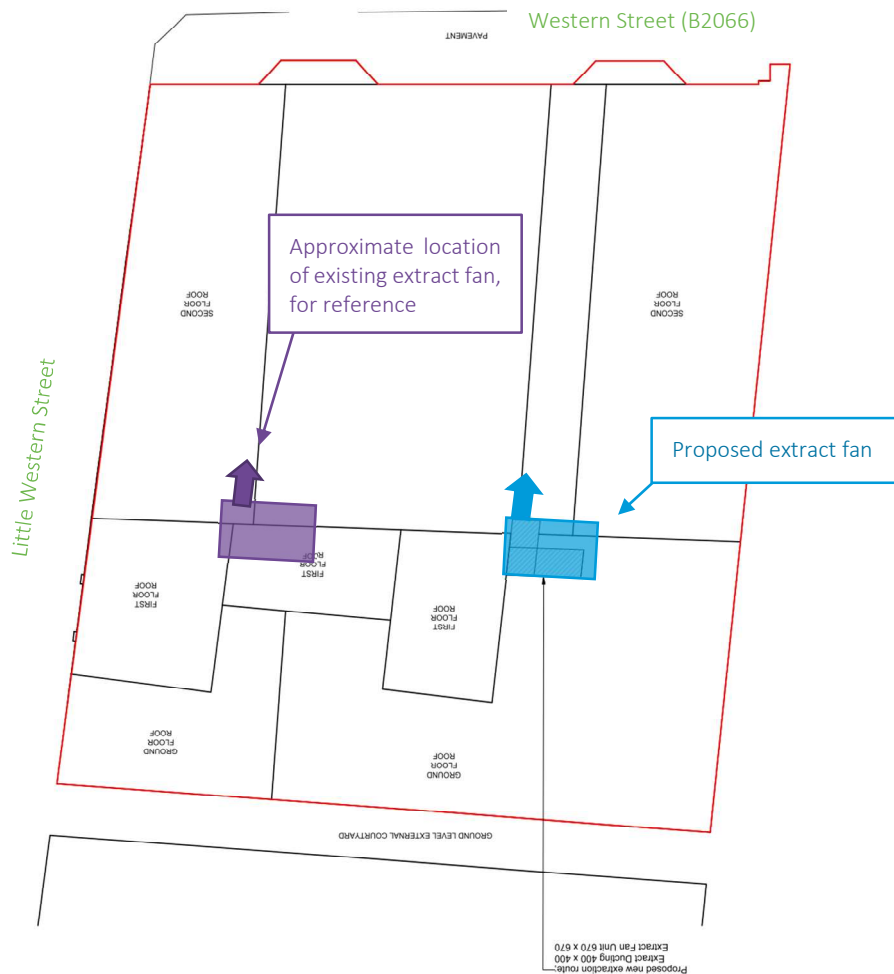 Western Street (B2066)
PAVEMENT
Approximate location
of existing extract fan,
for reference
SECOND
FLOOR
ROOF
SECOND
FLOOR
ROOF
Little Western Street
Proposed extract fan
FIRST
FLOOR
ROOF
FIRST
FLOOR
ROOF
FIRST
FLOOR
ROOF
GROUND
FLOOR
ROOF
GROUND
FLOOR
ROOF
GROUND LEVEL EXTERNAL COURTYARD
Proposed new extraction route;
Extract Ducting 400 x 400
Extract Fan Unit 670 x 670